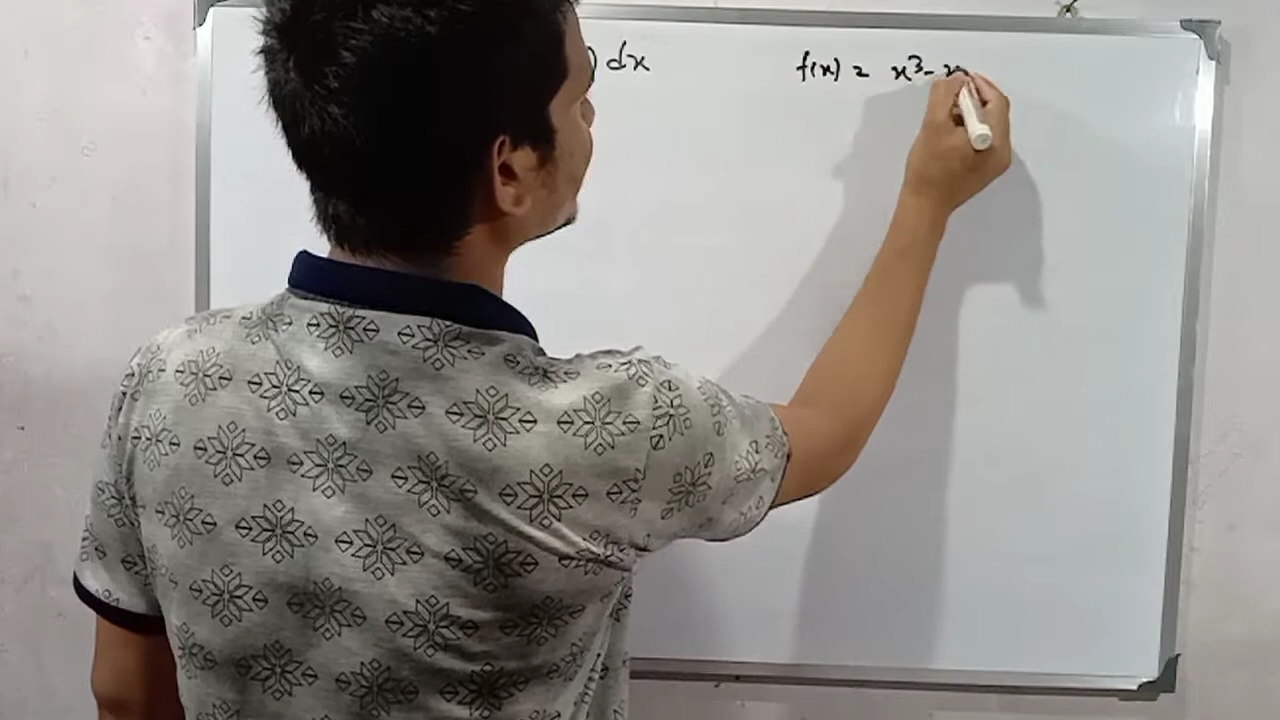 ) dx f(x) = x³ - x